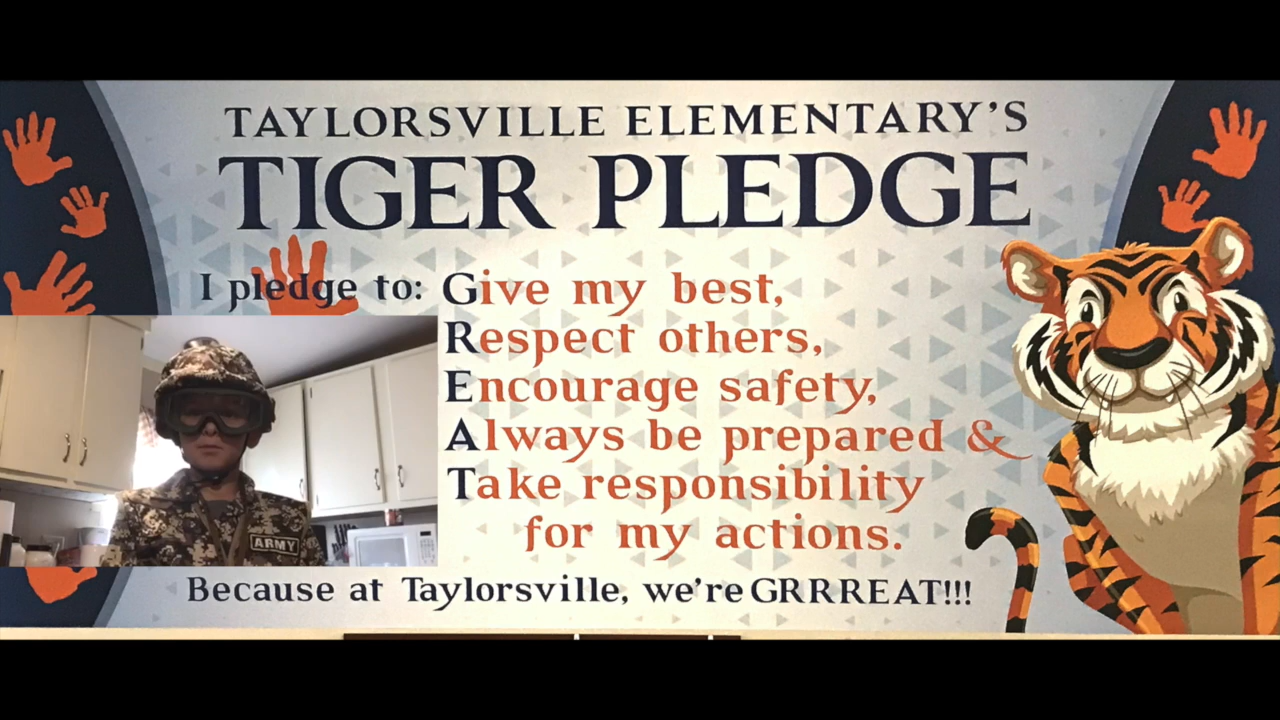 TAYLORSVILLE ELEMENTARY'S
TIGER PLEDGE
I pledge to: Give my best,
Respect others,
Encourage safety,
Always be prepared &
Take responsibility
for my actions.
Because at Taylorsville, we're GRRREAT!!!
ARMY